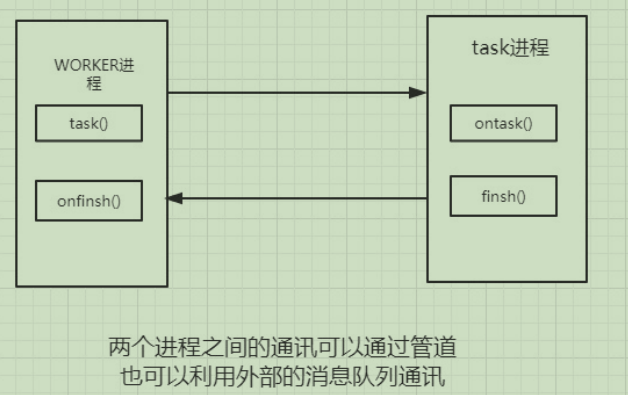 WORKER进
程
task()
onfinsh()
task进程
ontask()
finsh()
两个进程之间的通讯可以通过管道
也可以利用外部的消息队列通讯